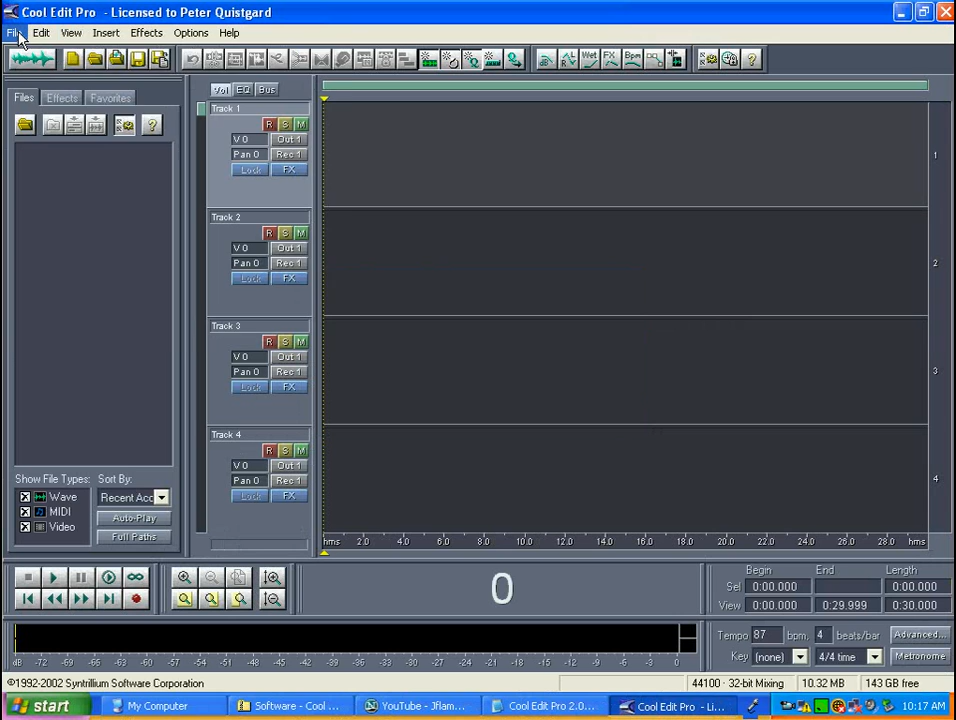 Cool Edit Pro - Licensed to Peter Quistgard
File Edit View Insert Effects Options Help
Wet Bpm ?
Files Effects Favorites
Vol EQ Bus
Track 1
R S M
V 0 Out 1
Pan 0 Rec 1
Lock FX
1
Track 2
R S M
V 0 Out 1
Pan 0 Rec 1
Lock FX
2
Track 3
R S M
V 0 Out 1
Pan 0 Rec 1
Lock FX
3
Track 4
R S M
V 0 Out 1
Pan 0 Rec 1
Lock FX
4
Show File Types: Sort By:
Wave
MIDI
Video
Recent Acc
Auto-Play
Full Paths
hms 2.0 4.0 6.0 8.0 10.0 12.0 14.0 16.0 18.0 20.0 22.0 24.0 26.0 28.0 hms
0
Begin End Length
Sel 0:00.000 0:00.000
View 0:00.000 0:29.999 0:30.000
dB -72 -69 -66 -63 -60 -57 -54 -51 -48 -45 -42 -39 -36 -33 -30 -27 -24 -21 -18 -15 -12 -9 -6 -3 0
Tempo 87 bpm, 4 beats/bar Advanced...
Key (none) 4/4 time Metronome
©1992-2002 Syntrillium Software Corporation
44100 · 32-bit Mixing 10.32 MB 143 GB free
start My Computer Software - Cool ... YouTube - Jflam... Cool Edit Pro 2.0... Cool Edit Pro - Li... 10:17 AM